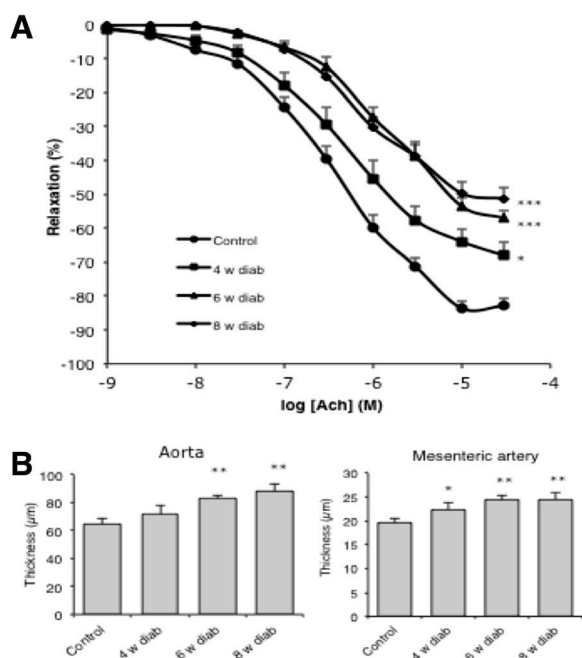 A
0
-10
-20
-30
-40
-50
-60
-70
-80
-90
-100
Relaxation (%)
Control
4 w diab
6 w diab
8 w diab
***
***
*
-9 -8 -7 -6 -5 -4
log [Ach] (M)
B
Aorta
Thickness (µm)
100
80
60
40
20
0
** **
Control 4 w diab 6 w diab 8 w diab
Mesenteric artery
Thickness (µm)
30
25
20
15
10
5
0
* ** **
Control 4 w diab 6 w diab 8 w diab